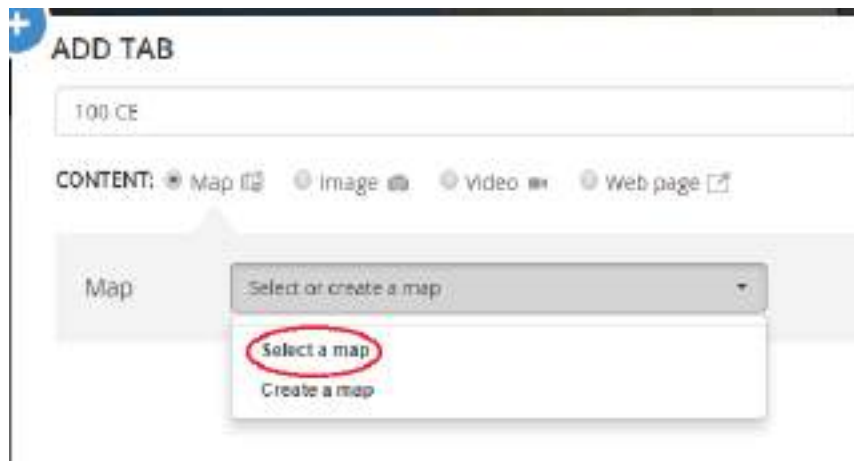 ADD TAB
100 CE
CONTENT: Map Image Video Web page
Map Select or create a map
Select a map
Create a map